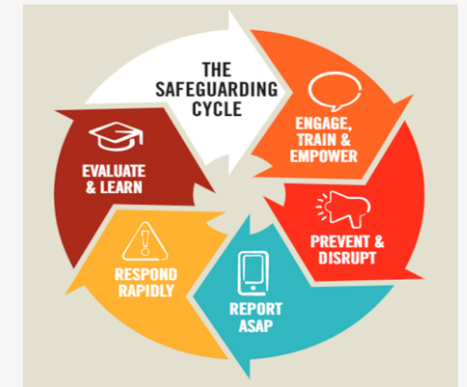 THE
SAFEGUARDING
CYCLE
ENGAGE,
TRAIN &
EMPOWER
PREVENT &
DISRUPT
REPORT
ASAP
RESPOND
RAPIDLY
EVALUATE
& LEARN